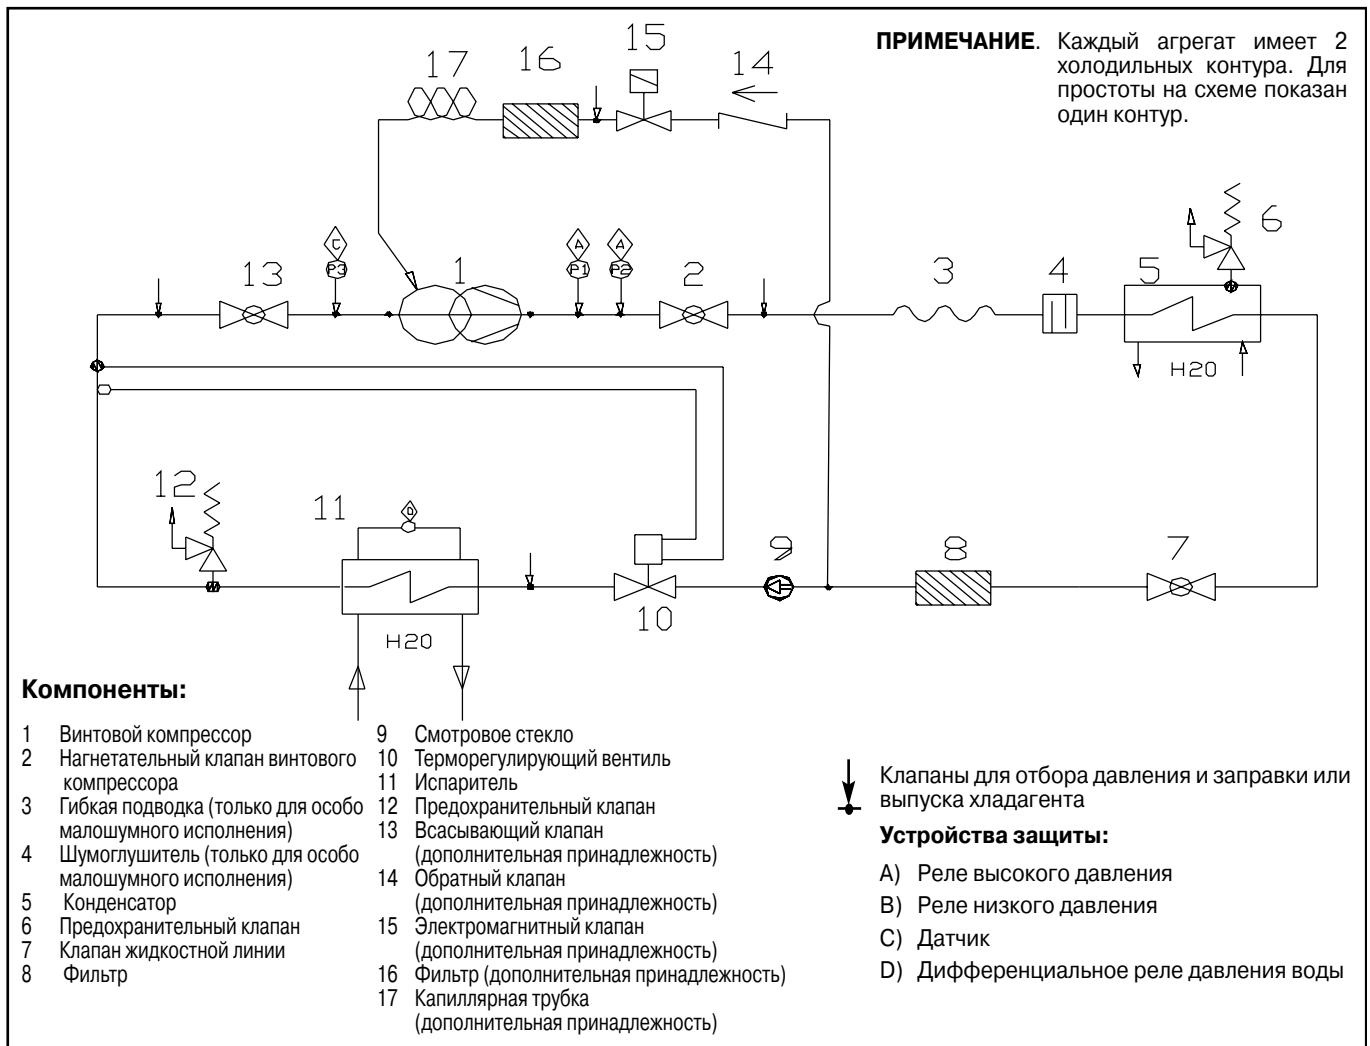 ПРИМЕЧАНИЕ. Каждый агрегат имеет 2
холодильных контура. Для
простоты на схеме показан
один контур.
15
17
16
14
6
13
C
P3
1
A
P1
A
P2
2
3
4
5
H20
12
11
D
9
8
7
10
H20
Компоненты:
1 Винтовой компрессор
2 Нагнетательный клапан винтового
компрессора
3 Гибкая подводка (только для особо
малошумного исполнения)
4 Шумоглушитель (только для особо
малошумного исполнения)
5 Конденсатор
6 Предохранительный клапан
7 Клапан жидкостной линии
8 Фильтр
9 Смотровое стекло
10 Терморегулирующий вентиль
11 Испаритель
12 Предохранительный клапан
13 Всасывающий клапан
(дополнительная принадлежность)
14 Обратный клапан
(дополнительная принадлежность)
15 Электромагнитный клапан
(дополнительная принадлежность)
16 Фильтр (дополнительная принадлежность)
17 Капиллярная трубка
(дополнительная принадлежность)
Клапаны для отбора давления и заправки или
выпуска хладагента
Устройства защиты:
A) Реле высокого давления
B) Реле низкого давления
C) Датчик
D) Дифференциальное реле давления воды